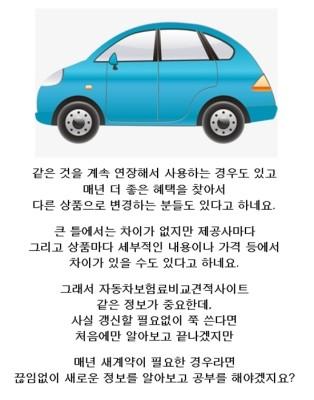 같은 것을 계속 연장해서 사용하는 경우도 있고
매년 더 좋은 혜택을 찾아서
다른 상품으로 변경하는 분들도 있다고 하네요.
큰 틀에서는 차이가 없지만 제공사마다
그리고 상품마다 세부적인 내용이나 가격 등에서
차이가 있을 수도 있다고 하네요.
그래서 자동차보험료비교견적사이트
같은 정보가 중요한데.
사실 갱신할 필요없이 쭉 쓴다면
처음에만 알아보고 끝나겠지만
매년 새계약이 필요한 경우라면
끊임없이 새로운 정보를 알아보고 공부를 해야겠지요?